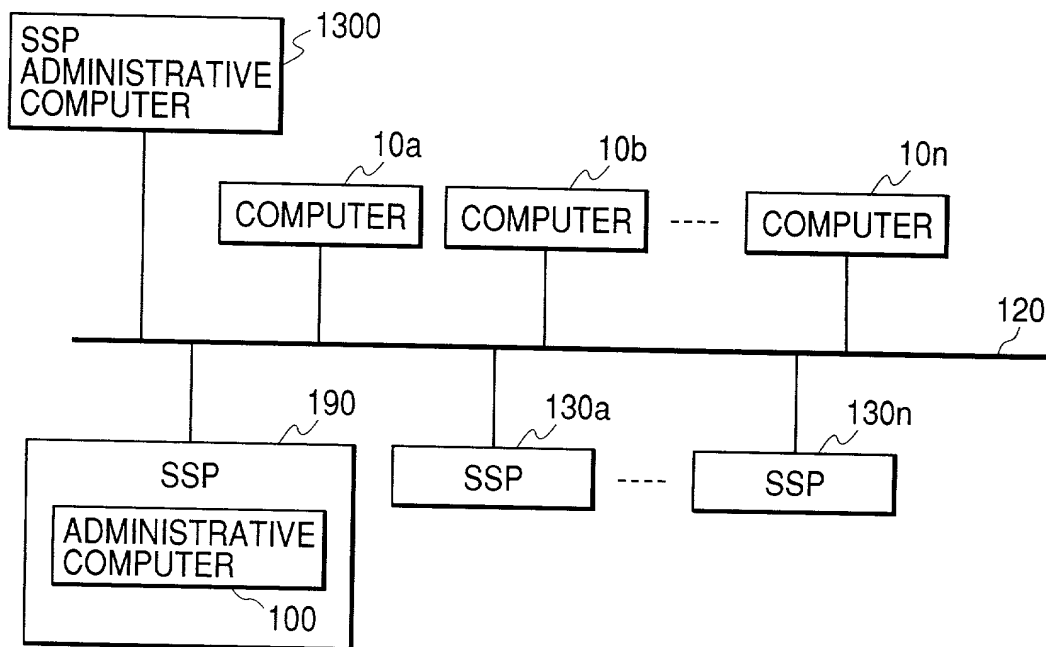 1300
SSP
ADMINISTRATIVE
COMPUTER
10a
10b
10n
COMPUTER
COMPUTER
----
COMPUTER
120
190
130a
130n
SSP
SSP
----
SSP
ADMINISTRATIVE
COMPUTER
100